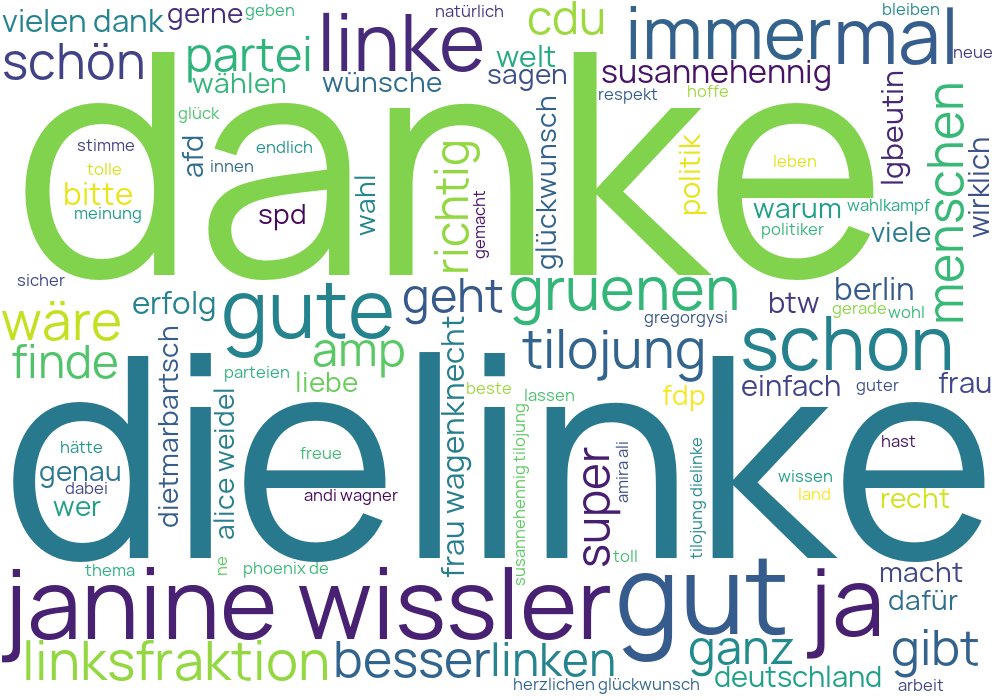 vielen dank
gerne
geben
natürlich
cdu
immer
mal
bleiben
neue
schön
partei
linke
welt
sagen
susannehennig
wählen
wünsche
respekt
hoffe
glück
danke
stimme
tolle
bitte
meinung
afd
innen
endlich
spd
wahl
richtig
gemacht
glückwunsch
politik
leben
warum
wahlkampf
politiker
viele
lgbeutin
menschen
wirklich
sicher
erfolg
gute
geht
gruenen
btw
berlin
gregorgysi
gerade
wohl
wäre
finde
amp
tilojung
schon
dietmarbartsch
parteien
liebe
frau wagenknecht
beste
lassen
fdp
einfach
guter
frau
dielinke
hätte
genau
dabei
wer
alice weidel
freue
andi wagner
susannehennig tilojung
super
amira ali
tilojung dielinke
wissen
land
hast
recht
thema
ne
phoenix de
toll
janine wissler
gut
ja
macht
dafür
linksfraktion
besser
linken
ganz
gibt
deutschland
herzlichen glückwunsch
arbeit